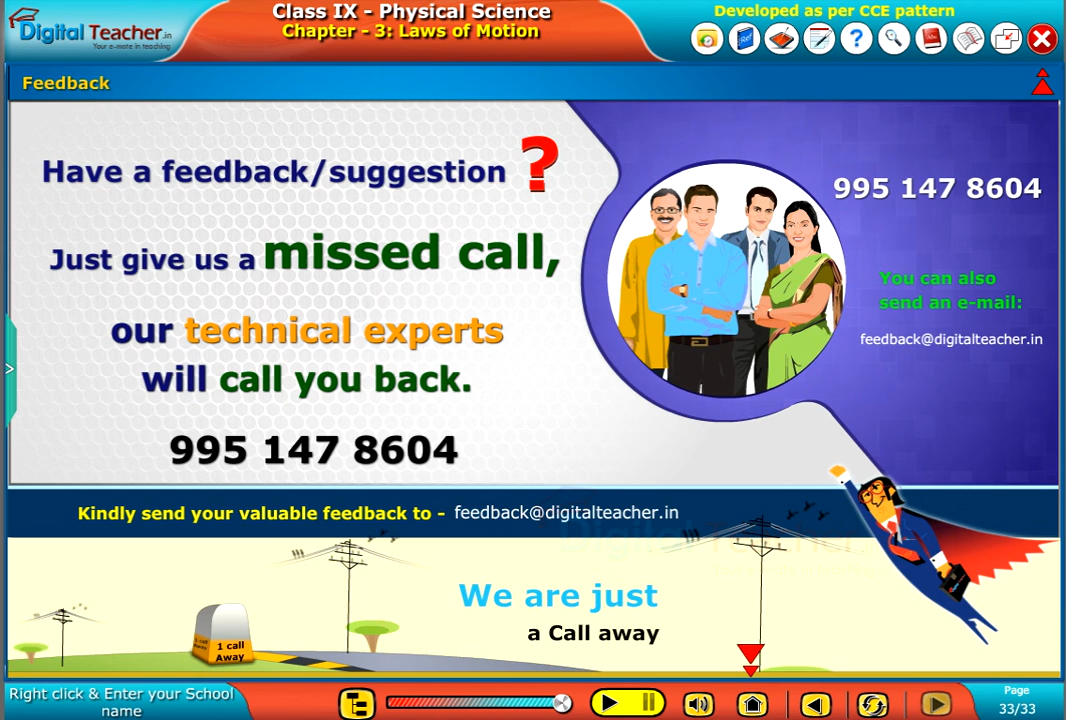 Digital Teacher.in
Your e-mate in teaching
Class IX - Physical Science
Chapter - 3: Laws of Motion
Developed as per CCE pattern
iRef
?
Abc
Feedback
Have a feedback/suggestion ?
Just give us a missed call,
our technical experts
will call you back.
995 147 8604
995 147 8604
You can also
send an e-mail:
feedback@digitalteacher.in
Kindly send your valuable feedback to - feedback@digitalteacher.in
Digital Teacher
We are just
a Call away
1 call
Away
Right click & Enter your School
name
Page
33/33